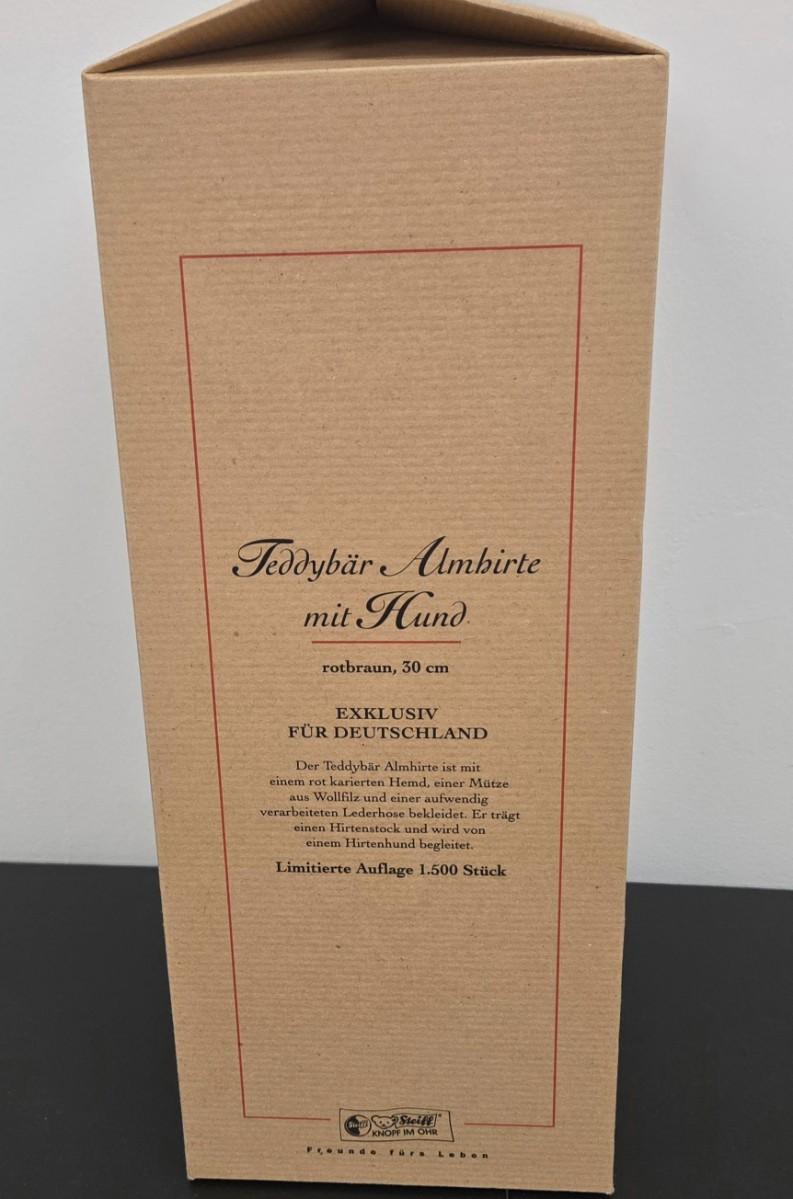 Teddybär Almhirte
mit Hund
rotbraun, 30 cm
EXKLUSIV
FÜR DEUTSCHLAND
Der Teddybär Almhirte ist mit
einem rot karierten Hemd, einer Mütze
aus Wollfilz und einer aufwendig
verarbeiteten Lederhose bekleidet. Er trägt
einen Hirtenstock und wird von
einem Hirtenhund begleitet.
Limitierte Auflage 1.500 Stück
Steiff Steiff®
KNOPF IM OHR
Freunde fürs Leben